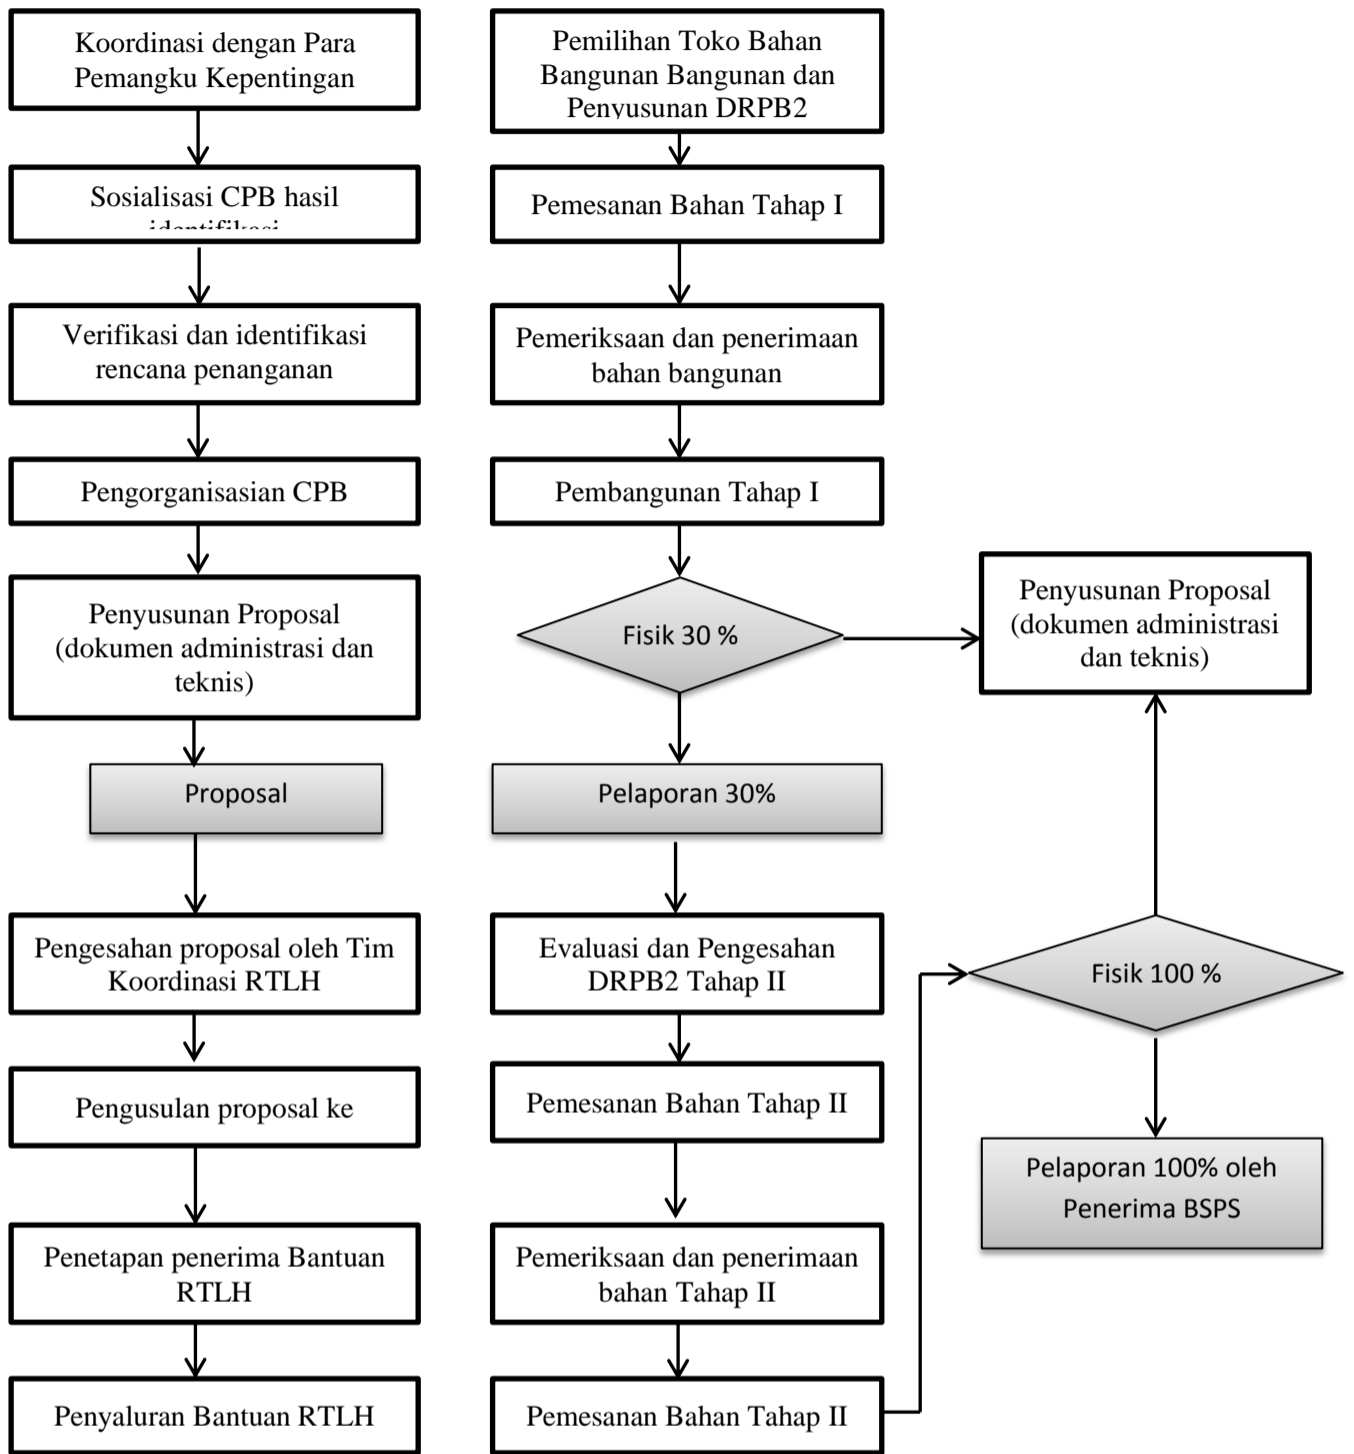 Koordinasi dengan Para
Pemangku Kepentingan
Sosialisasi CPB hasil
identifikasi
Verifikasi dan identifikasi
rencana penanganan
Pengorganisasian CPB
Penyusunan Proposal
(dokumen administrasi dan
teknis)
Proposal
Pengesahan proposal oleh Tim
Koordinasi RTLH
Pengusulan proposal ke
Penetapan penerima Bantuan
RTLH
Penyaluran Bantuan RTLH
Pemilihan Toko Bahan
Bangunan Bangunan dan
Penyusunan DRPB2
Pemesanan Bahan Tahap I
Pemeriksaan dan penerimaan
bahan bangunan
Pembangunan Tahap I
Fisik 30 %
Pelaporan 30%
Evaluasi dan Pengesahan
DRPB2 Tahap II
Pemesanan Bahan Tahap II
Pemeriksaan dan penerimaan
bahan Tahap II
Pemesanan Bahan Tahap II
Penyusunan Proposal
(dokumen administrasi
dan teknis)
Fisik 100 %
Pelaporan 100% oleh
Penerima BSPS